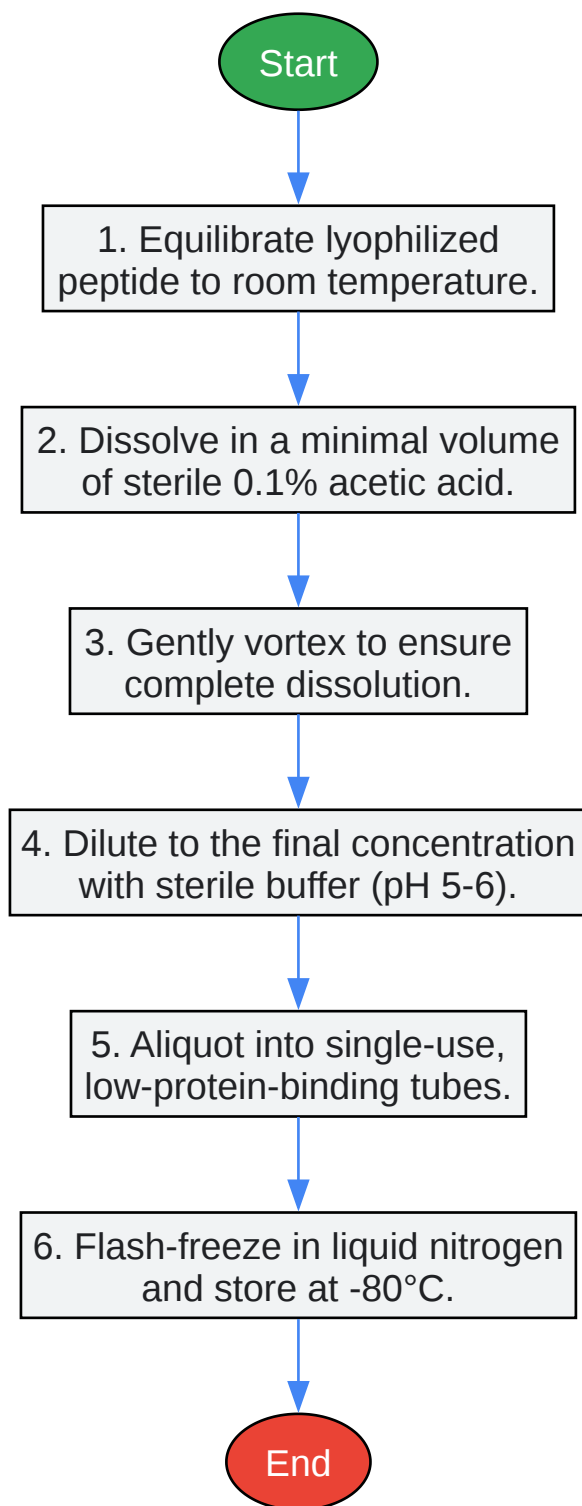 Start
1. Equilibrate lyophilized
peptide to room temperature.
2. Dissolve in a minimal volume
of sterile 0.1% acetic acid.
3. Gently vortex to ensure
complete dissolution.
4. Dilute to the final concentration
with sterile buffer (pH 5-6).
5. Aliquot into single-use,
low-protein-binding tubes.
6. Flash-freeze in liquid nitrogen
and store at -80°C.
End